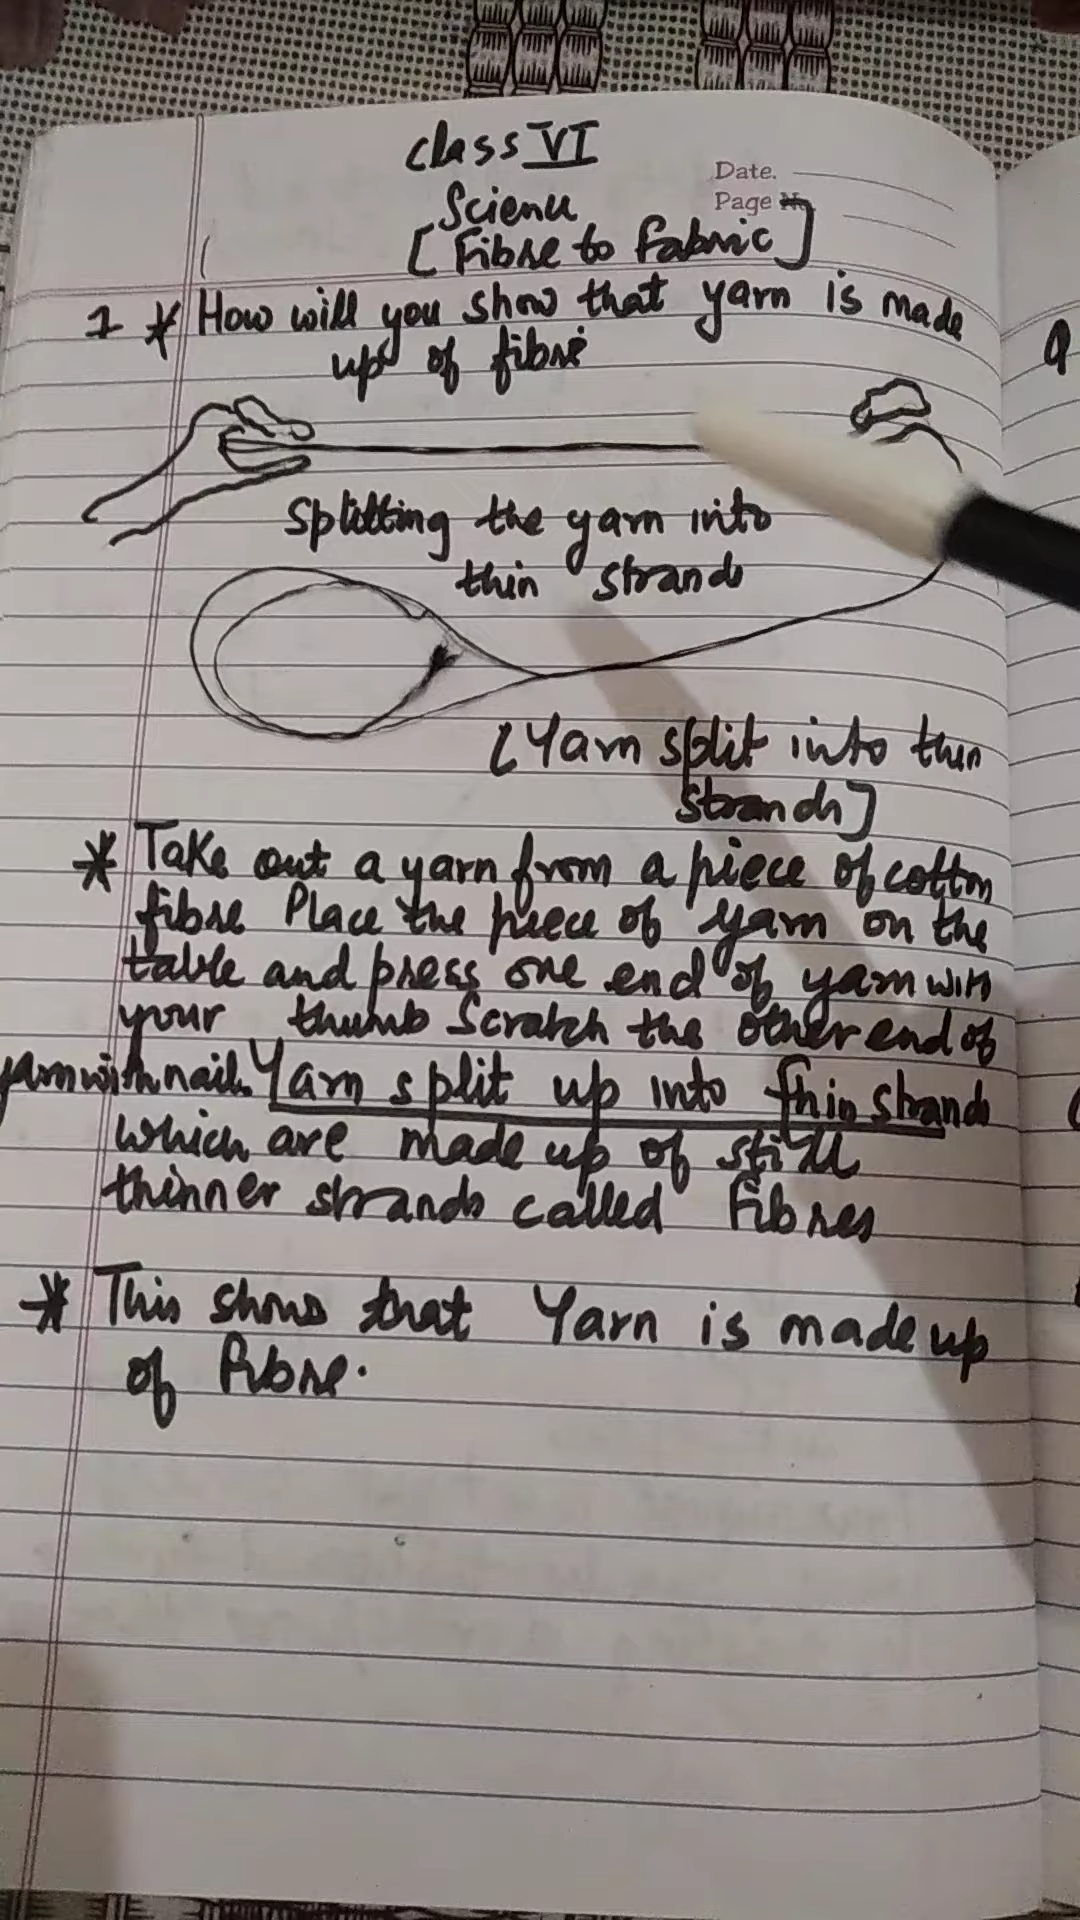 class VI
Date.
Science
Page No
[Fibre to Fabric]
1 * How will you show that yarn is made
up of fibre
Splitting the yarn into
thin strands
[Yarn split into thin
strands]
* Take out a yarn from a piece of cotton
fibre Place the piece of yarn on the
table and press one end of yarn with
your thumb Scratch the other end of
yarn with nail. Yarn split up into thin strands
which are made up of still
thinner strands called Fibres
* This shows that Yarn is made up
of Fibre.